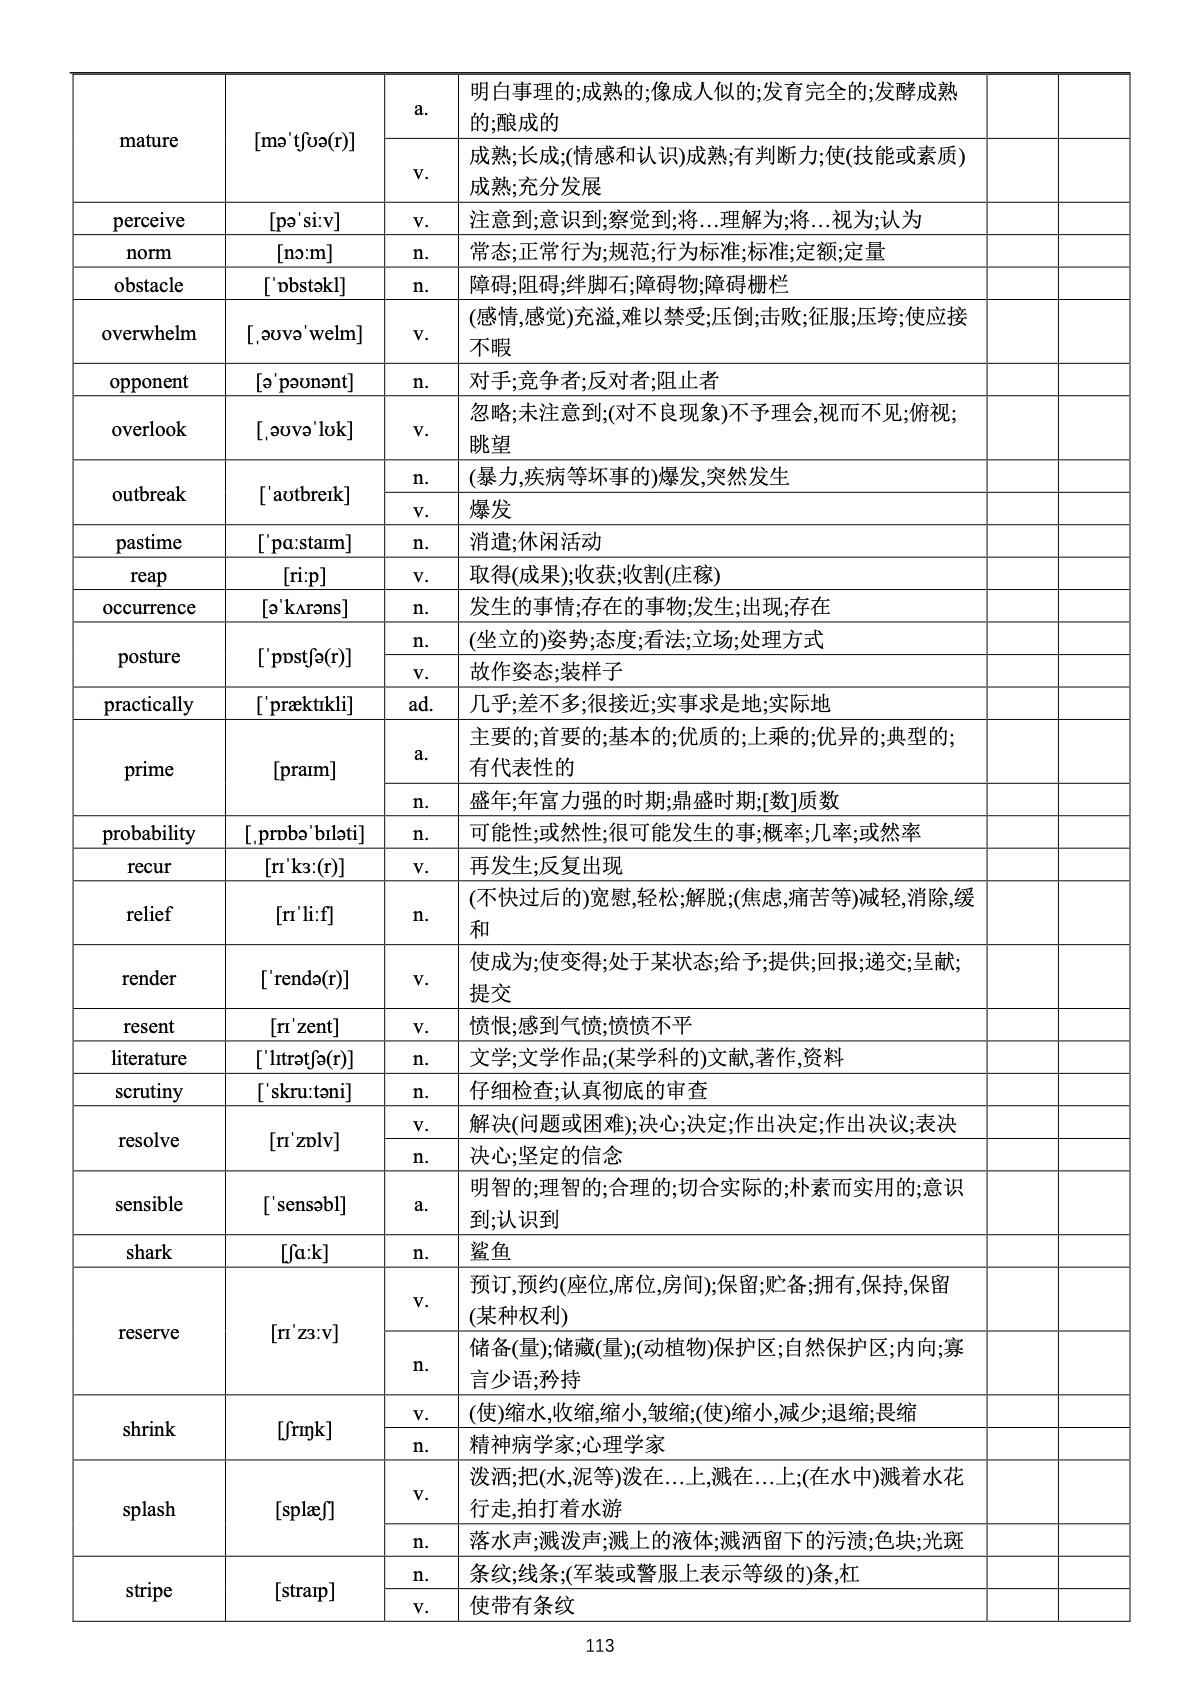 mature [məˈtʃʊə(r)] a. 明白事理的;成熟的;像成人似的;发育完全的;发酵成熟
的;酿成的
v. 成熟;长成;(情感和认识)成熟;有判断力;使(技能或素质)
成熟;充分发展
perceive [pəˈsiːv] v. 注意到;意识到;察觉到;将…理解为;将…视为;认为
norm [nɔːm] n. 常态;正常行为;规范;行为标准;标准;定额;定量
obstacle [ˈɒbstəkl] n. 障碍;阻碍;绊脚石;障碍物;障碍栅栏
overwhelm [ˌəʊvəˈwelm] v. (感情,感觉)充溢,难以禁受;压倒;击败;征服;压垮;使应接
不暇
opponent [əˈpəʊnənt] n. 对手;竞争者;反对者;阻止者
overlook [ˌəʊvəˈlʊk] v. 忽略;未注意到;(对不良现象)不予理会,视而不见;俯视;
眺望
outbreak [ˈaʊtbreɪk] n. (暴力,疾病等坏事的)爆发,突然发生
v. 爆发
pastime [ˈpɑːstaɪm] n. 消遣;休闲活动
reap [riːp] v. 取得(成果);收获;收割(庄稼)
occurrence [əˈkʌrəns] n. 发生的事情;存在的事物;发生;出现;存在
posture [ˈpɒstʃə(r)] n. (坐立的)姿势;态度;看法;立场;处理方式
v. 故作姿态;装样子
practically [ˈpræktɪkli] ad. 几乎;差不多;很接近;实事求是地;实际地
prime [praɪm] a. 主要的;首要的;基本的;优质的;上乘的;优异的;典型的;
有代表性的
n. 盛年;年富力强的时期;鼎盛时期;[数]质数
probability [ˌprɒbəˈbɪləti] n. 可能性;或然性;很可能发生的事;概率;几率;或然率
recur [rɪˈkɜː(r)] v. 再发生;反复出现
relief [rɪˈliːf] n. (不快过后的)宽慰,轻松;解脱;(焦虑,痛苦等)减轻,消除,缓
和
render [ˈrendə(r)] v. 使成为;使变得;处于某状态;给予;提供;回报;递交;呈献;
提交
resent [rɪˈzent] v. 愤恨;感到气愤;愤愤不平
literature [ˈlɪtrətʃə(r)] n. 文学;文学作品;(某学科的)文献,著作,资料
scrutiny [ˈskruːtəni] n. 仔细检查;认真彻底的审查
resolve [rɪˈzɒlv] v. 解决(问题或困难);决心;决定;作出决定;作出决议;表决
n. 决心;坚定的信念
sensible [ˈsensəbl] a. 明智的;理智的;合理的;切合实际的;朴素而实用的;意识
到;认识到
shark [ʃɑːk] n. 鲨鱼
reserve [rɪˈzɜːv] v. 预订,预约(座位,席位,房间);保留;贮备;拥有,保持,保留
(某种权利)
n. 储备(量);储藏(量);(动植物)保护区;自然保护区;内向;寡
言少语;矜持
shrink [ʃrɪŋk] v. (使)缩水,收缩,缩小,皱缩;(使)缩小,减少;退缩;畏缩
n. 精神病学家;心理学家
splash [splæʃ] v. 泼洒;把(水,泥等)泼在…上,溅在…上;(在水中)溅着水花
行走,拍打着水游
n. 落水声;溅泼声;溅上的液体;溅洒留下的污渍;色块;光斑
stripe [straɪp] n. 条纹;线条;(军装或警服上表示等级的)条,杠
v. 使带有条纹
113